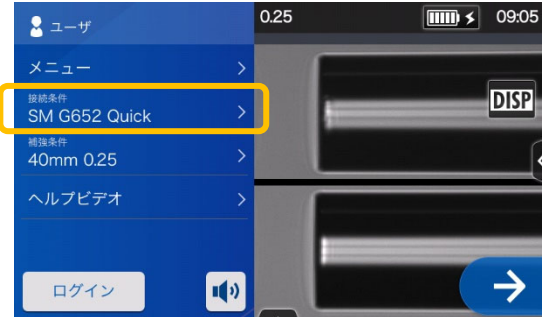 ユーザ
0.25
09:05
メニュー
接続条件
SM G652 Quick
DISP
補強条件
40mm 0.25
ヘルプビデオ
ログイン